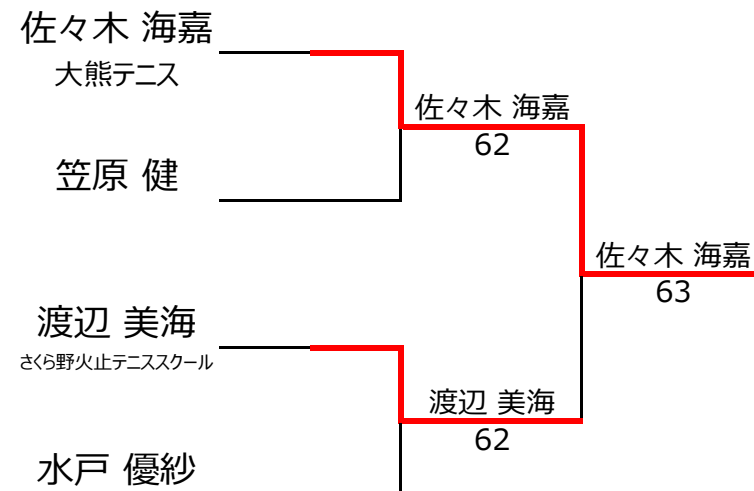 佐々木 海嘉
大熊テニス
佐々木 海嘉
62
笠原 健
佐々木 海嘉
63
渡辺 美海
さくら野火止テニススクール
渡辺 美海
62
水戸 優紗